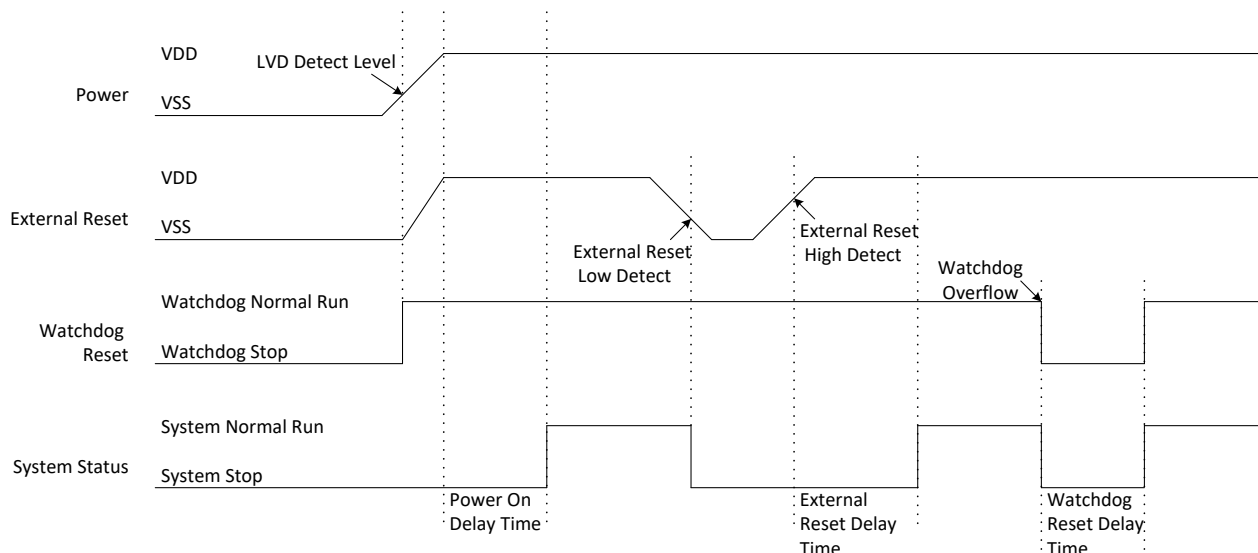 VDD
LVD Detect Level
Power
VSS
VDD
External Reset
VSS
External Reset
Low Detect
External Reset
High Detect
Watchdog
Overflow
Watchdog Normal Run
Watchdog
Reset
Watchdog Stop
System Normal Run
System Status
System Stop
Power On
Delay Time
External
Reset Delay
Time
Watchdog
Reset Delay
Time